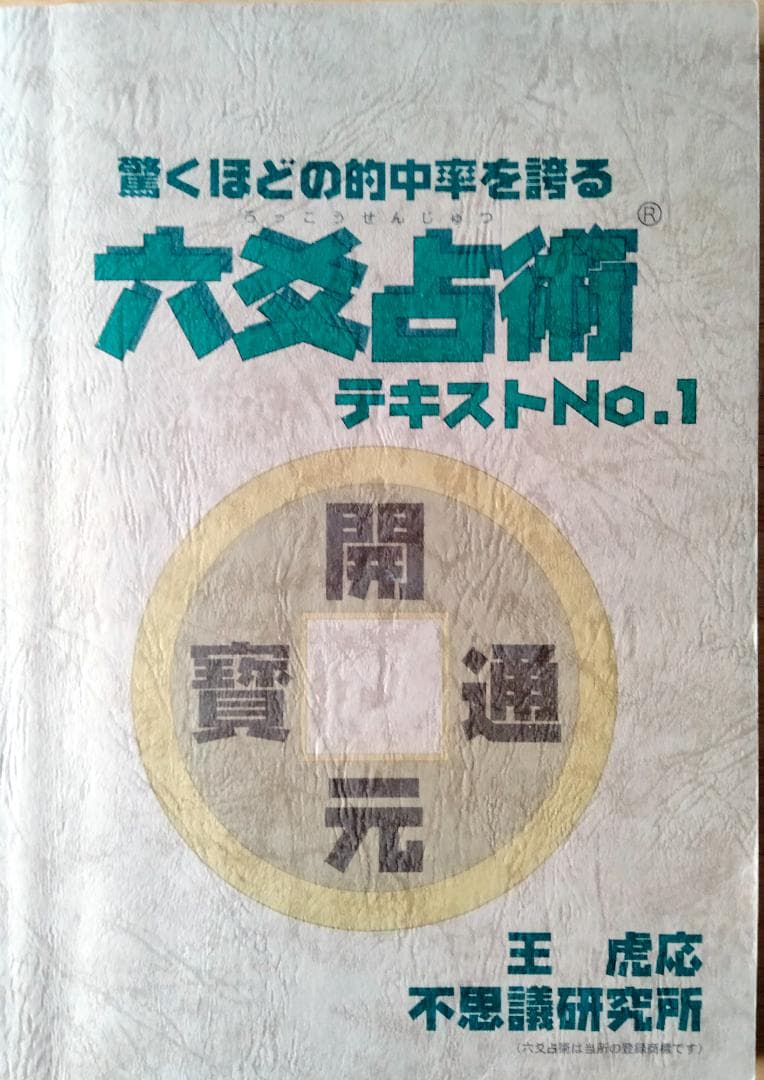 驚くほどの的中率を誇る
ろっこうせんじゅつ
六爻占術®
テキストNo.1
開
寶 通
元
王 虎応
不思議研究所
(六爻占術は当所の登録商標です)